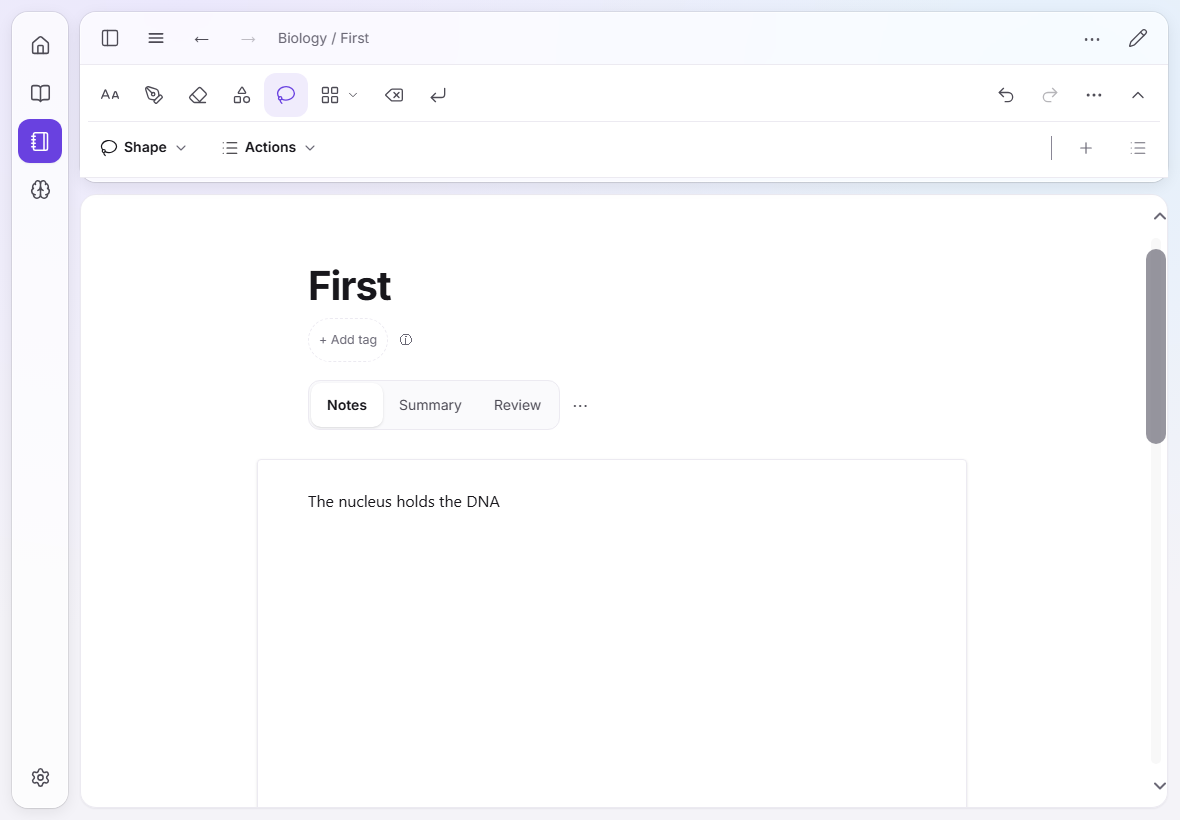 Biology / First
Shape
Actions
First
+ Add tag
Notes
Summary
Review
The nucleus holds the DNA